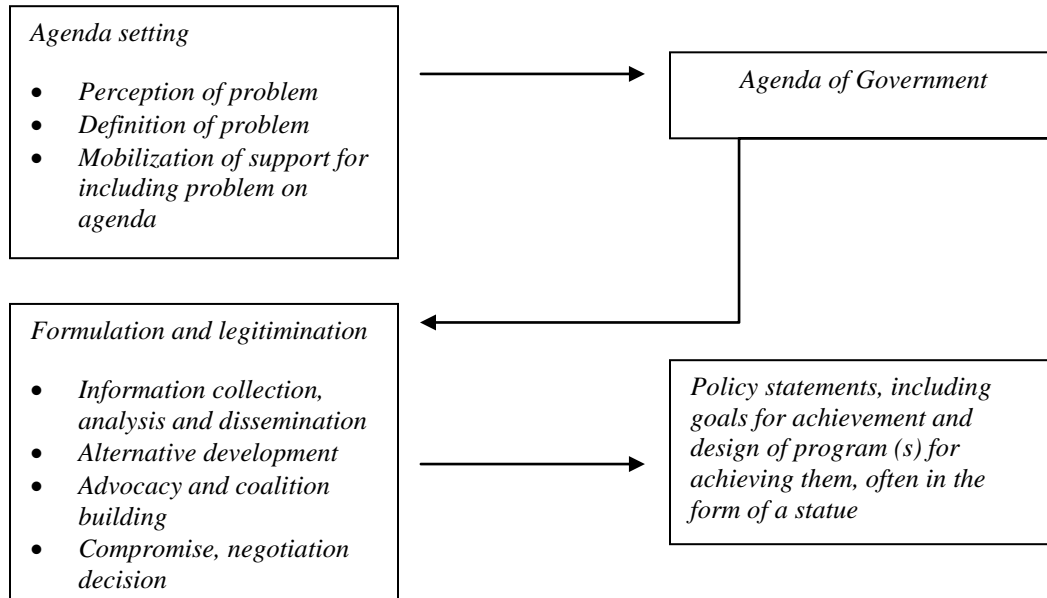 Agenda setting
• Perception of problem
• Definition of problem
• Mobilization of support for
including problem on
agenda
Agenda of Government
Formulation and legitimination
• Information collection,
analysis and dissemination
• Alternative development
• Advocacy and coalition
building
• Compromise, negotiation
decision
Policy statements, including
goals for achievement and
design of program (s) for
achieving them, often in the
form of a statue